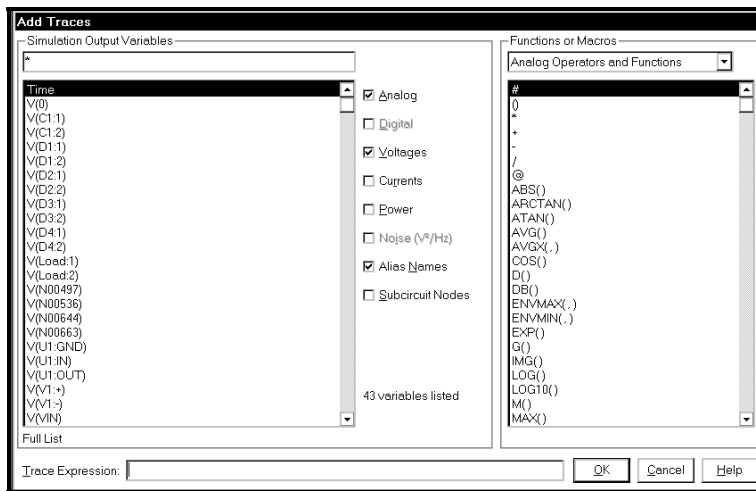 Add Traces
Simulation Output Variables
*
Time
V(0)
V(C1:1)
V(C1:2)
V(D1:1)
V(D1:2)
V(D2:1)
V(D2:2)
V(D3:1)
V(D3:2)
V(D4:1)
V(D4:2)
V(Load:1)
V(Load:2)
V(N00497)
V(N00536)
V(N00644)
V(N00663)
V(U1:GND)
V(U1:IN)
V(U1:OUT)
V(V1:+)
V(V1:-)
V(VIN)
Full List
Analog
Digital
Voltages
Currents
Power
Noise (V²/Hz)
Alias Names
Subcircuit Nodes
43 variables listed
Functions or Macros
Analog Operators and Functions
#
()
*
+
-
/
@
ABS()
ARCTAN()
ATAN()
AVG()
AVGX(,)
COS()
D()
DB()
ENVMAX(,)
ENVMIN(,)
EXP()
G()
IMG()
LOG()
LOG10()
M()
MAX()
Trace Expression:
OK
Cancel
Help